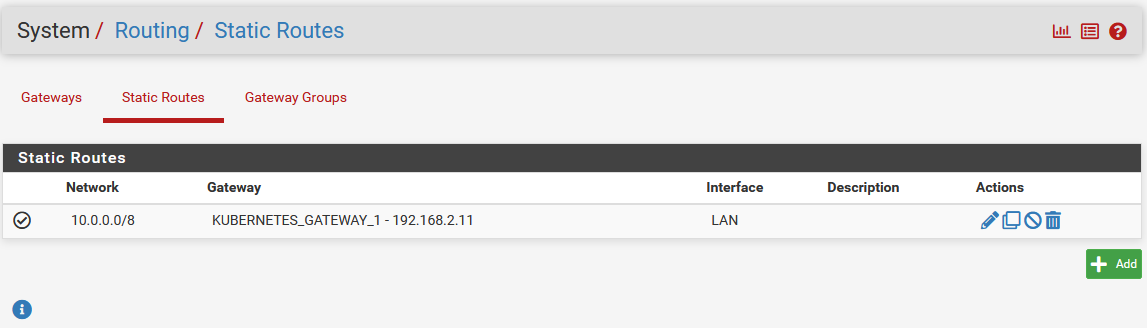 System / Routing / Static Routes
Gateways Static Routes Gateway Groups
Static Routes
Network Gateway Interface Description Actions
10.0.0.0/8 KUBERNETES_GATEWAY_1 - 192.168.2.11 LAN
Add